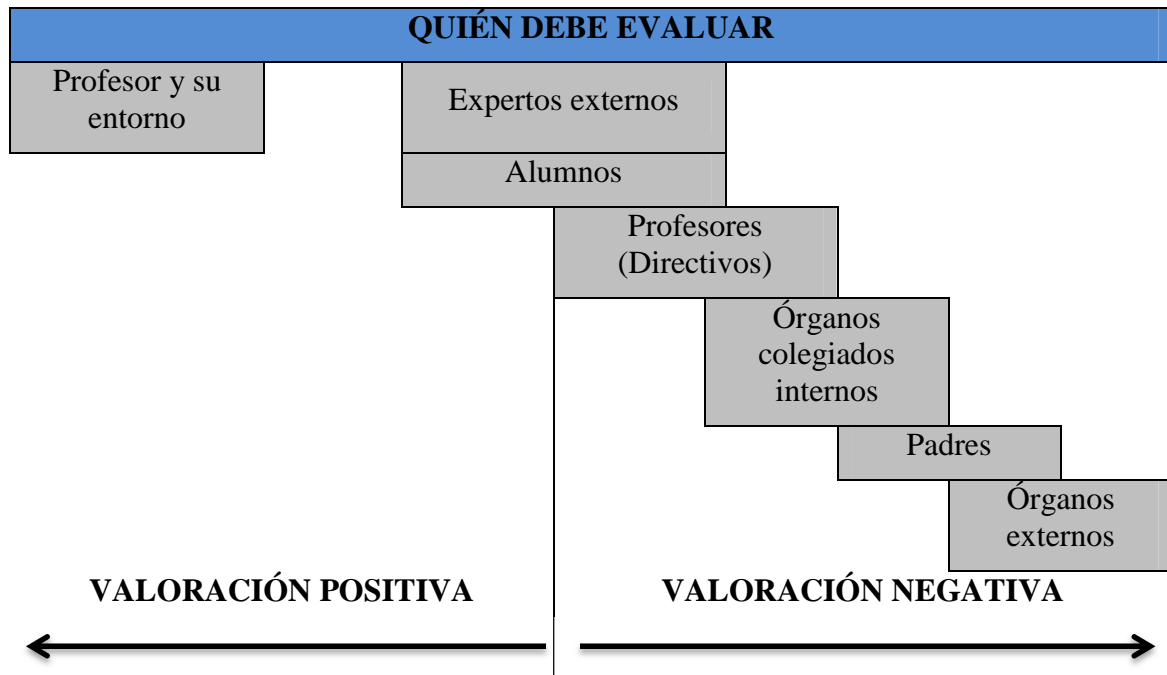 QUIÉN DEBE EVALUAR
Profesor y su
entorno
Expertos externos
Alumnos
Profesores
(Directivos)
Órganos
colegiados
internos
Padres
Órganos
externos
VALORACIÓN POSITIVA
VALORACIÓN NEGATIVA